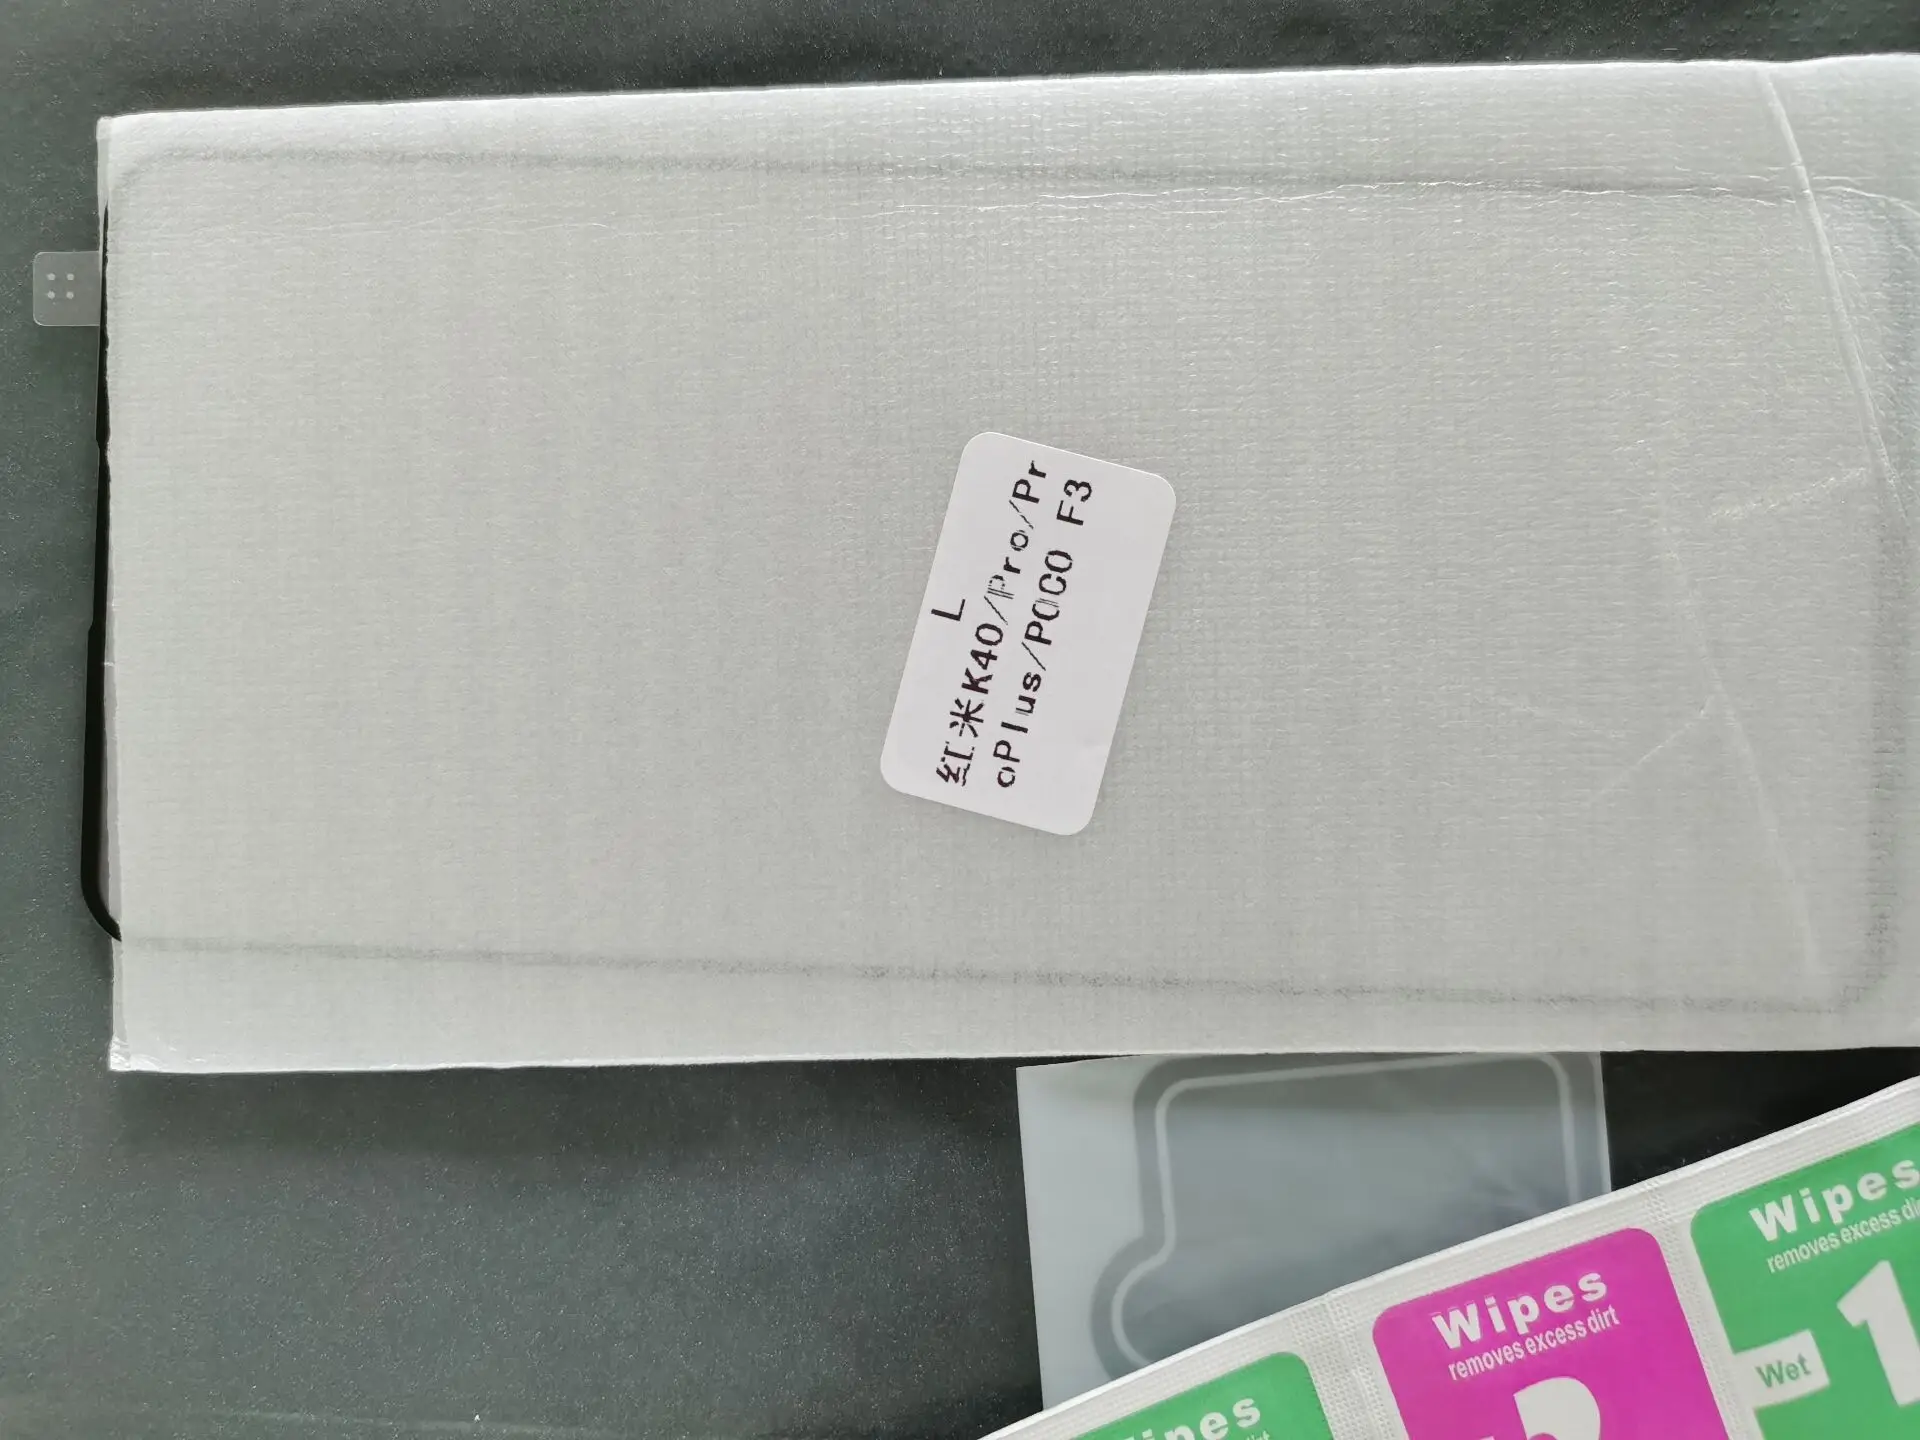 L
红米K40/Pro/Pr
oPlus/POCO F3
Wipes
removes excess dirt
2
Wipes
removes excess
Wet
1